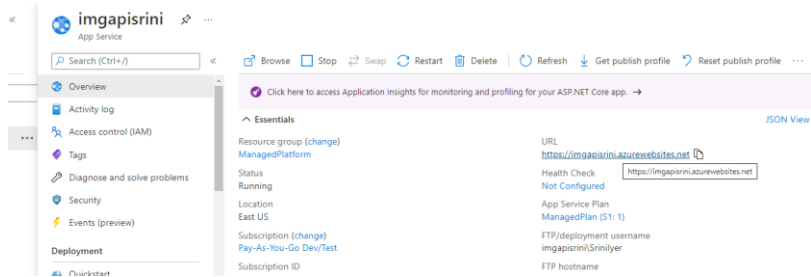 imgapisrini
App Service
Search (Ctrl+/)
Overview
Activity log
Access control (IAM)
Tags
Diagnose and solve problems
Security
Events (preview)
Deployment
Quickstart
Browse Stop Swap Restart Delete Refresh Get publish profile Reset publish profile
Click here to access Application Insights for monitoring and profiling for your ASP.NET Core app. →
Essentials
JSON View
Resource group (change)
ManagedPlatform
Status
Running
Location
East US
Subscription (change)
Pay-As-You-Go Dev/Test
Subscription ID
URL
https://imgapisrini.azurewebsites.net
https://imgapisrini.azurewebsites.net
Health Check
Not Configured
App Service Plan
ManagedPlan (S1: 1)
FTP/deployment username
imgapisrini\SriniIyer
FTP hostname